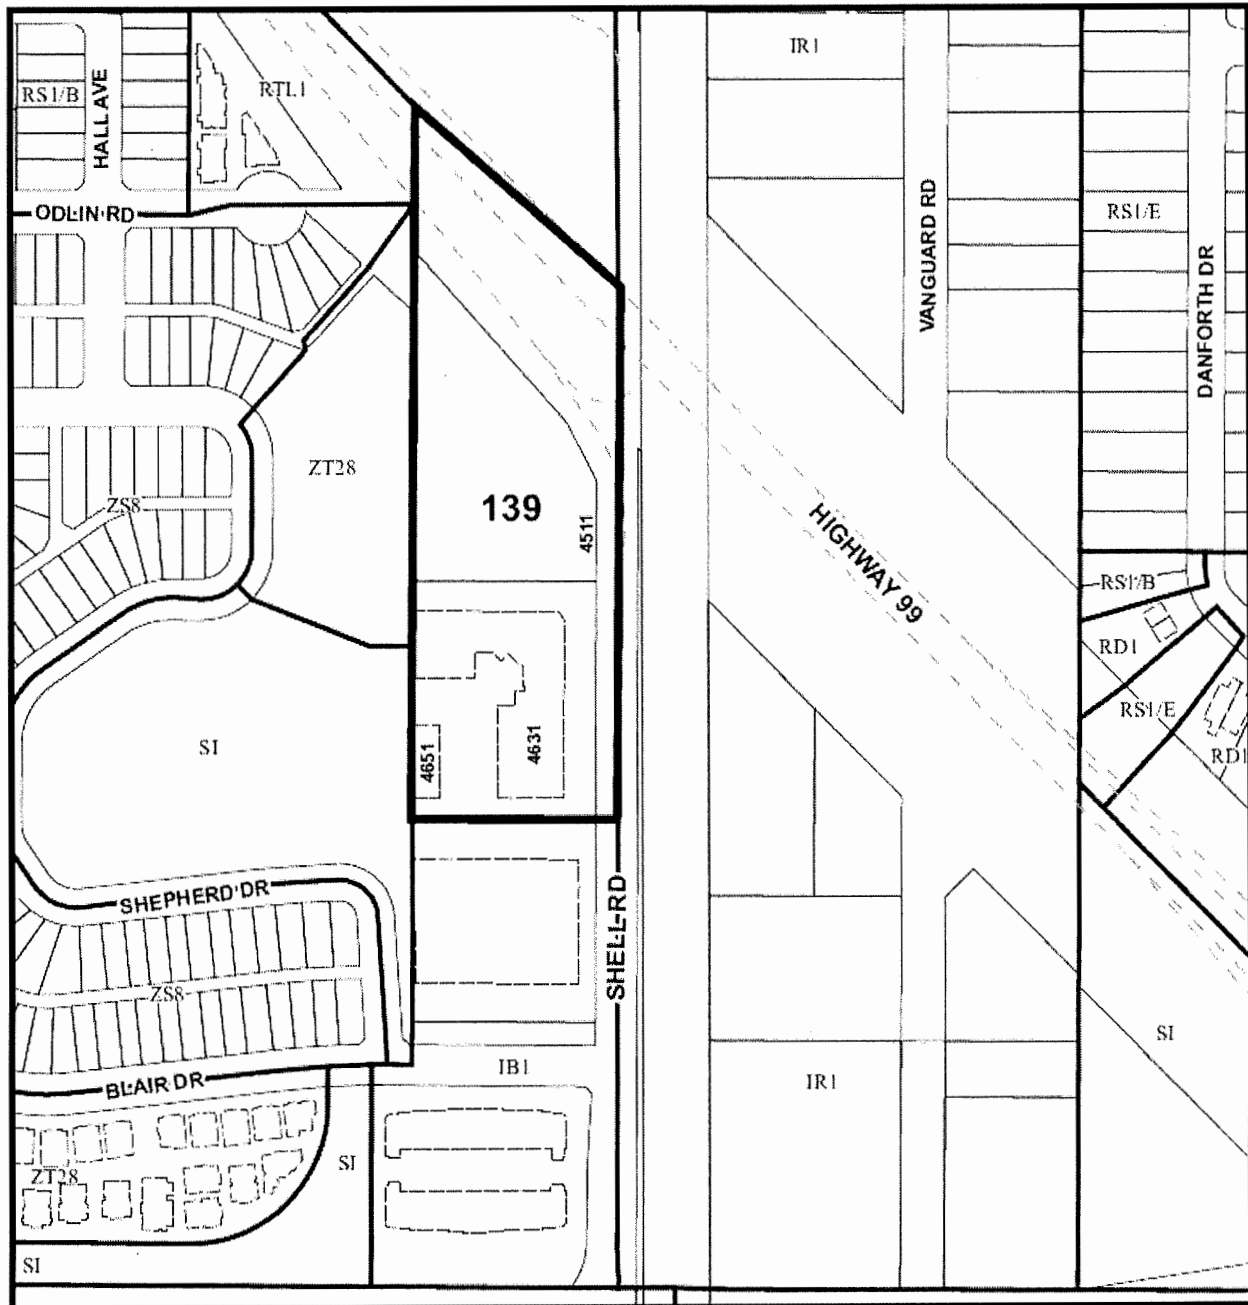 IR1
RS1/B
HALL AVE
RTL1
ODLIN RD
VANGUARD RD
RS1/E
DANFORTH DR
ZT28
ZS8
139
4511
HIGHWAY 99
RS1/B
RD1
RS1/E
RD1
SI
4651
4631
SHEPHERD DR
SHELL RD
ZS8
SI
IB1
IR1
BLAIR DR
ZT28
SI
SI